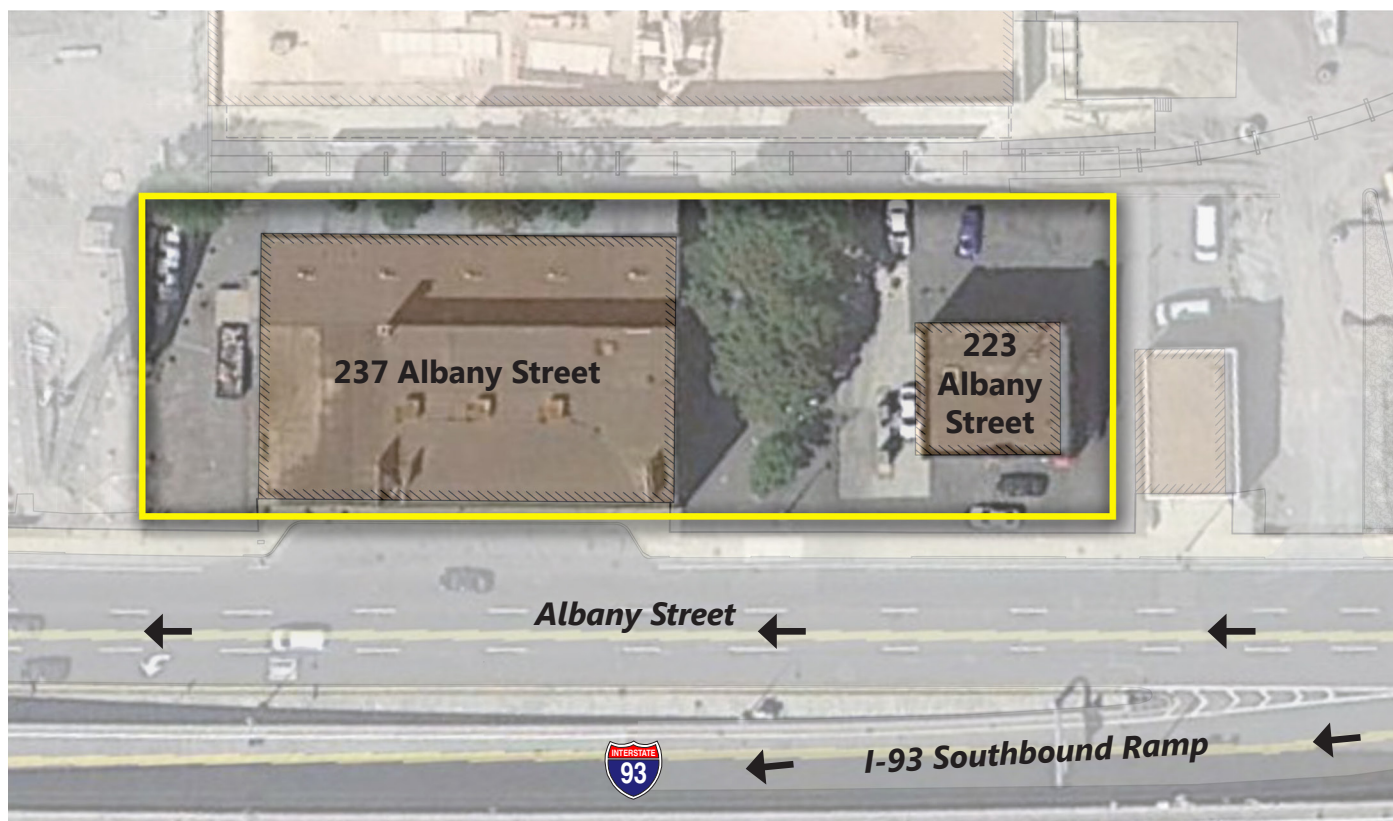 237 Albany Street
223
Albany
Street
Albany Street
I-93 Southbound Ramp
INTERSTATE
93